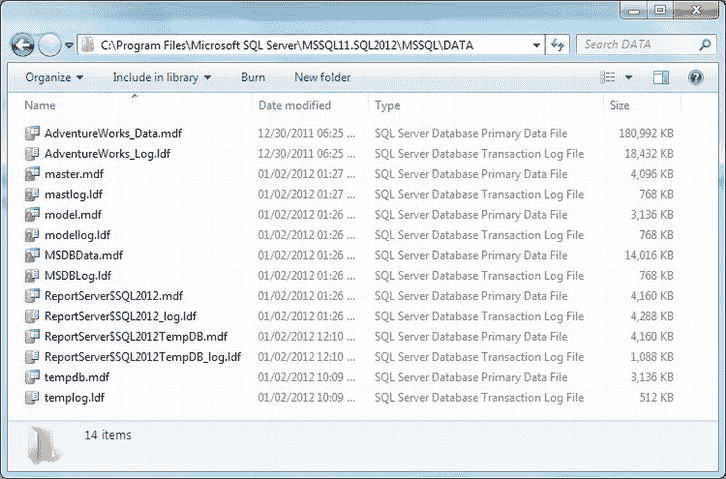 C:\Program Files\Microsoft SQL Server\MSSQL11.SQL2012\MSSQL\DATA Search DATA
Organize Include in library Burn New folder
Name Date modified Type Size
AdventureWorks_Data.mdf 12/30/2011 06:25 ... SQL Server Database Primary Data File 180,992 KB
AdventureWorks_Log.ldf 12/30/2011 06:25 ... SQL Server Database Transaction Log File 18,432 KB
master.mdf 01/02/2012 01:27 ... SQL Server Database Primary Data File 4,096 KB
mastlog.ldf 01/02/2012 01:27 ... SQL Server Database Transaction Log File 768 KB
model.mdf 01/02/2012 01:26 ... SQL Server Database Primary Data File 3,136 KB
modellog.ldf 01/02/2012 01:26 ... SQL Server Database Transaction Log File 768 KB
MSDBData.mdf 01/02/2012 01:26 ... SQL Server Database Primary Data File 14,016 KB
MSDBLog.ldf 01/02/2012 01:26 ... SQL Server Database Transaction Log File 768 KB
ReportServer$SQL2012.mdf 01/02/2012 01:26 ... SQL Server Database Primary Data File 4,160 KB
ReportServer$SQL2012_log.ldf 01/02/2012 01:26 ... SQL Server Database Transaction Log File 4,288 KB
ReportServer$SQL2012TempDB.mdf 01/02/2012 12:10 ... SQL Server Database Primary Data File 4,160 KB
ReportServer$SQL2012TempDB_log.ldf 01/02/2012 12:10 ... SQL Server Database Transaction Log File 1,088 KB
tempdb.mdf 01/02/2012 10:09 ... SQL Server Database Primary Data File 3,136 KB
templog.ldf 01/02/2012 10:09 ... SQL Server Database Transaction Log File 512 KB
14 items